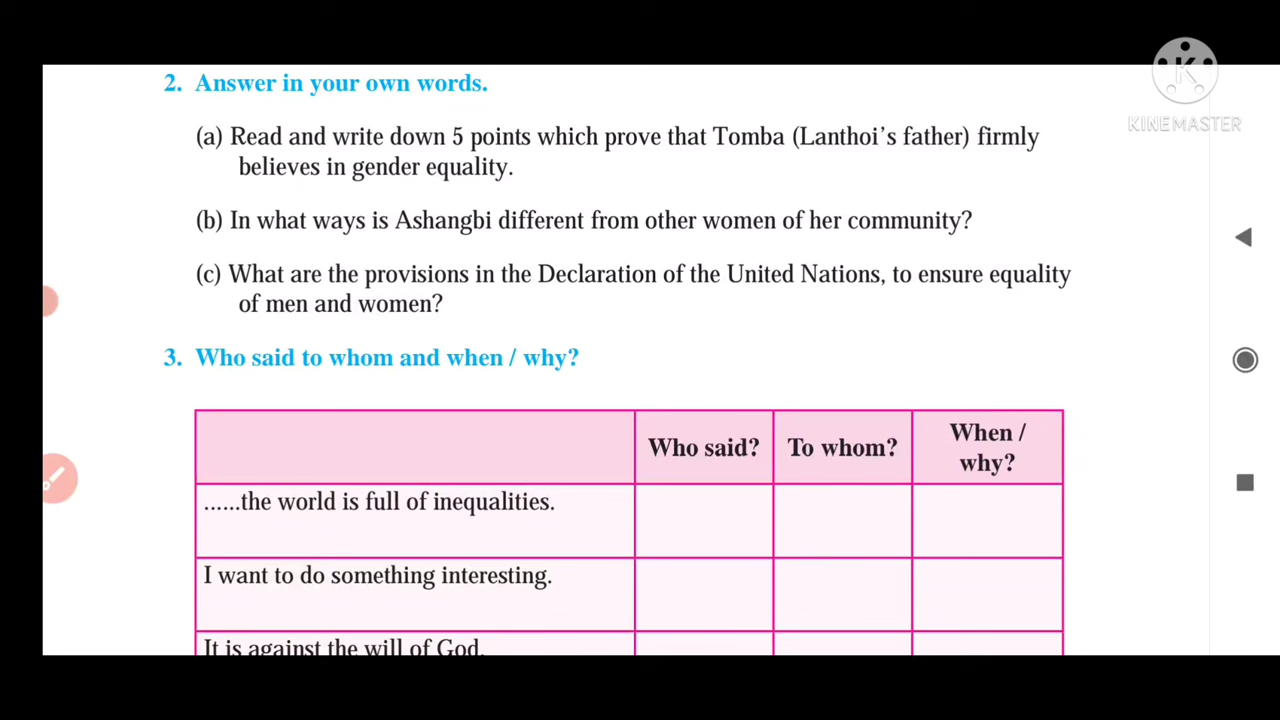 2. Answer in your own words.
(a) Read and write down 5 points which prove that Tomba (Lanthoi's father) firmly
believes in gender equality.
(b) In what ways is Ashangbi different from other women of her community?
(c) What are the provisions in the Declaration of the United Nations, to ensure equality
of men and women?
3. Who said to whom and when / why?
Who said? To whom? When / why?
......the world is full of inequalities.
I want to do something interesting.
It is against the will of God.
K
KINEMASTER